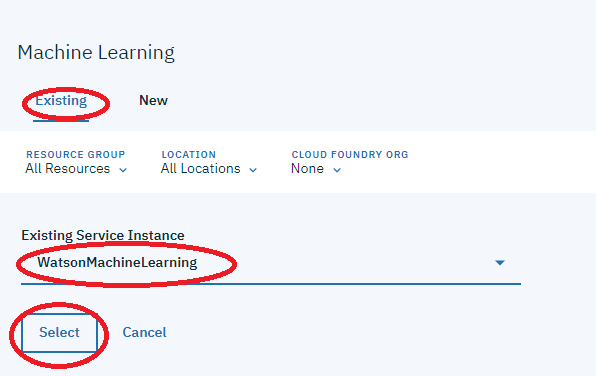 Machine Learning
Existing New
RESOURCE GROUP LOCATION CLOUD FOUNDRY ORG
All Resources All Locations None
Existing Service Instance
WatsonMachineLearning
Select Cancel